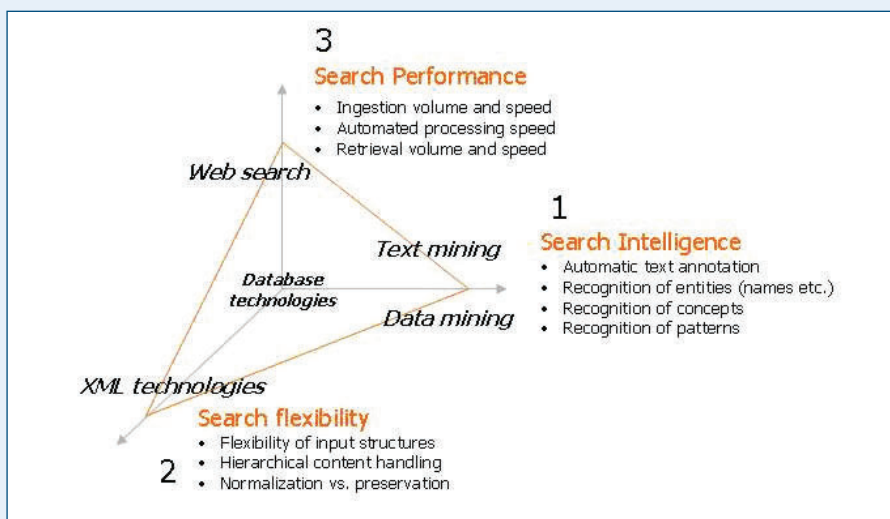 3
Search Performance
• Ingestion volume and speed
• Automated processing speed
• Retrieval volume and speed
Web search
1
Search Intelligence
• Automatic text annotation
• Recognition of entities (names etc.)
• Recognition of concepts
• Recognition of patterns
Text mining
Database
technologies
Data mining
XML technologies
2
Search flexibility
• Flexibility of input structures
• Hierarchical content handling
• Normalization vs. preservation